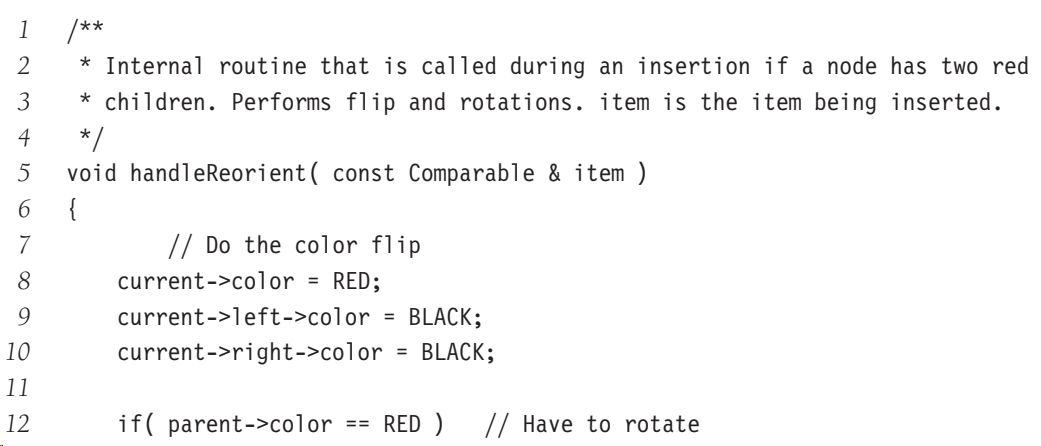 1 /**
2  * Internal routine that is called during an insertion if a node has two red
3  * children. Performs flip and rotations. item is the item being inserted.
4  */
5 void handleReorient( const Comparable & item )
6 {
7         // Do the color flip
8     current->color = RED;
9     current->left->color = BLACK;
10     current->right->color = BLACK;
11
12     if( parent->color == RED )   // Have to rotate